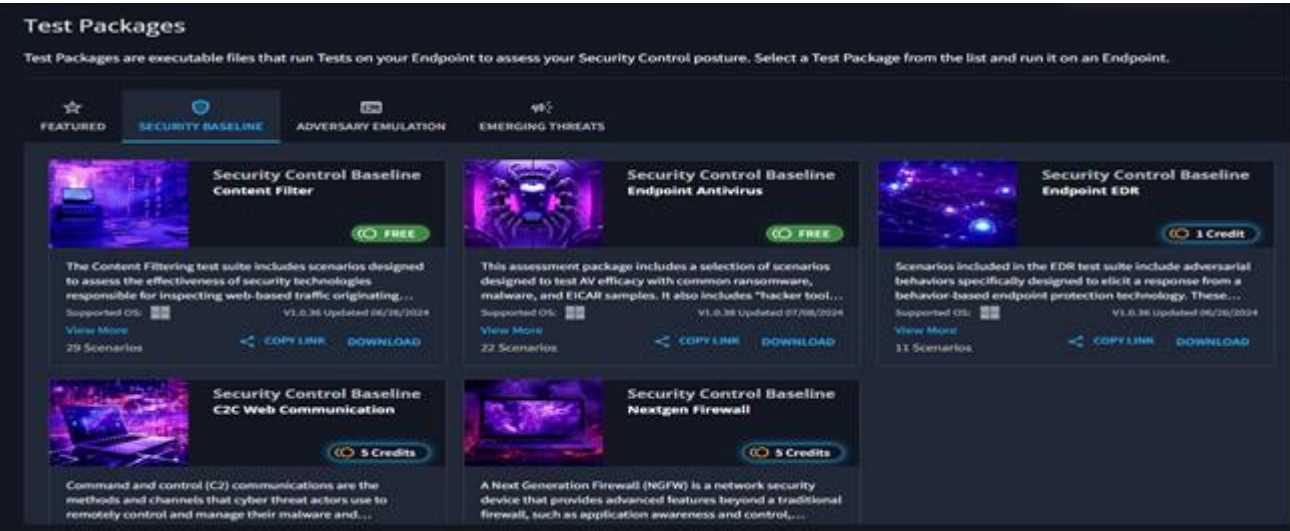 Test Packages
Test Packages are executable files that run Tests on your Endpoint to assess your Security Control posture. Select a Test Package from the list and run it on an Endpoint.
FEATURED
SECURITY BASELINE
ADVERSARY EMULATION
EMERGING THREATS
Security Control Baseline
Content Filter
FREE
The Content Filtering test suite includes scenarios designed
to assess the effectiveness of security technologies
responsible for inspecting web-based traffic originating...
Supported OS:
V1.0.36 Updated 06/26/2024
View More
29 Scenarios
COPY LINK
DOWNLOAD
Security Control Baseline
Endpoint Antivirus
FREE
This assessment package includes a selection of scenarios
designed to test AV efficacy with common ransomware,
malware, and EICAR samples. It also includes "hacker tool...
Supported OS:
V1.0.38 Updated 07/08/2024
View More
22 Scenarios
COPY LINK
DOWNLOAD
Security Control Baseline
Endpoint EDR
1 Credit
Scenarios included in the EDR test suite include adversarial
behaviors specifically designed to elicit a response from a
behavior-based endpoint protection technology. These...
Supported OS:
V1.0.36 Updated 06/26/2024
View More
11 Scenarios
COPY LINK
DOWNLOAD
Security Control Baseline
C2C Web Communication
5 Credits
Command and control (C2) communications are the
methods and channels that cyber threat actors use to
remotely control and manage their malware and...
Security Control Baseline
Nextgen Firewall
5 Credits
A Next Generation Firewall (NGFW) is a network security
device that provides advanced features beyond a traditional
firewall, such as application awareness and control,...